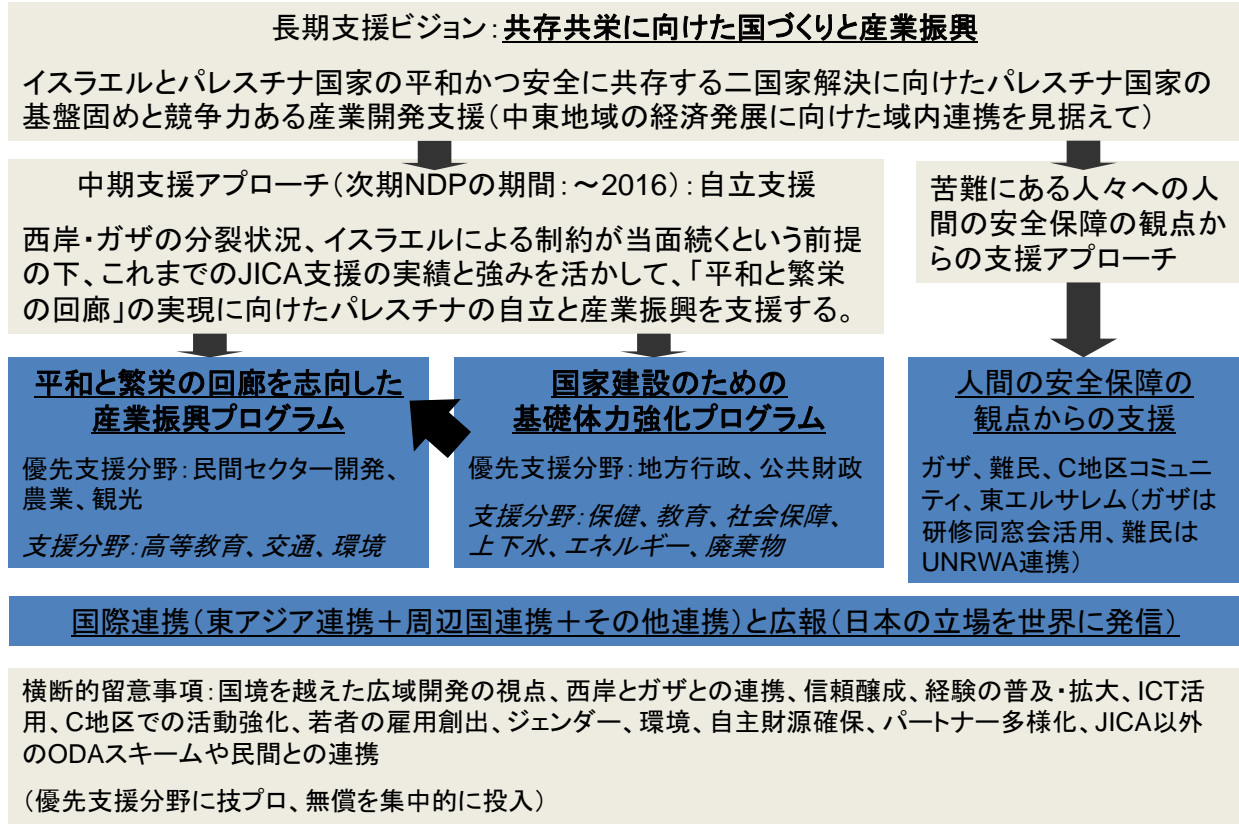 長期支援ビジョン：共存共栄に向けた国づくりと産業振興
イスラエルとパレスチナ国家の平和かつ安全に共存する二国家解決に向けたパレスチナ国家の
基盤固めと競争力ある産業開発支援（中東地域の経済発展に向けた域内連携を見据えて）
中期支援アプローチ（次期NDPの期間：～2016）：自立支援
西岸・ガザの分裂状況、イスラエルによる制約が当面続くという前提
の下、これまでのJICA支援の実績と強みを活かして、「平和と繁栄
の回廊」の実現に向けたパレスチナの自立と産業振興を支援する。
苦難にある人々への人
間の安全保障の観点か
らの支援アプローチ
平和と繁栄の回廊を志向した
産業振興プログラム
優先支援分野：民間セクター開発、
農業、観光
支援分野：高等教育、交通、環境
国家建設のための
基礎体力強化プログラム
優先支援分野：地方行政、公共財政
支援分野：保健、教育、社会保障、
上下水、エネルギー、廃棄物
人間の安全保障の
観点からの支援
ガザ、難民、C地区コミュニ
ティ、東エルサレム（ガザは
研修同窓会活用、難民は
UNRWA連携）
国際連携（東アジア連携＋周辺国連携＋その他連携）と広報（日本の立場を世界に発信）
横断的留意事項：国境を越えた広域開発の視点、西岸とガザとの連携、信頼醸成、経験の普及・拡大、ICT活
用、C地区での活動強化、若者の雇用創出、ジェンダー、環境、自主財源確保、パートナー多様化、JICA以外
のODAスキームや民間との連携
（優先支援分野に技プロ、無償を集中的に投入）